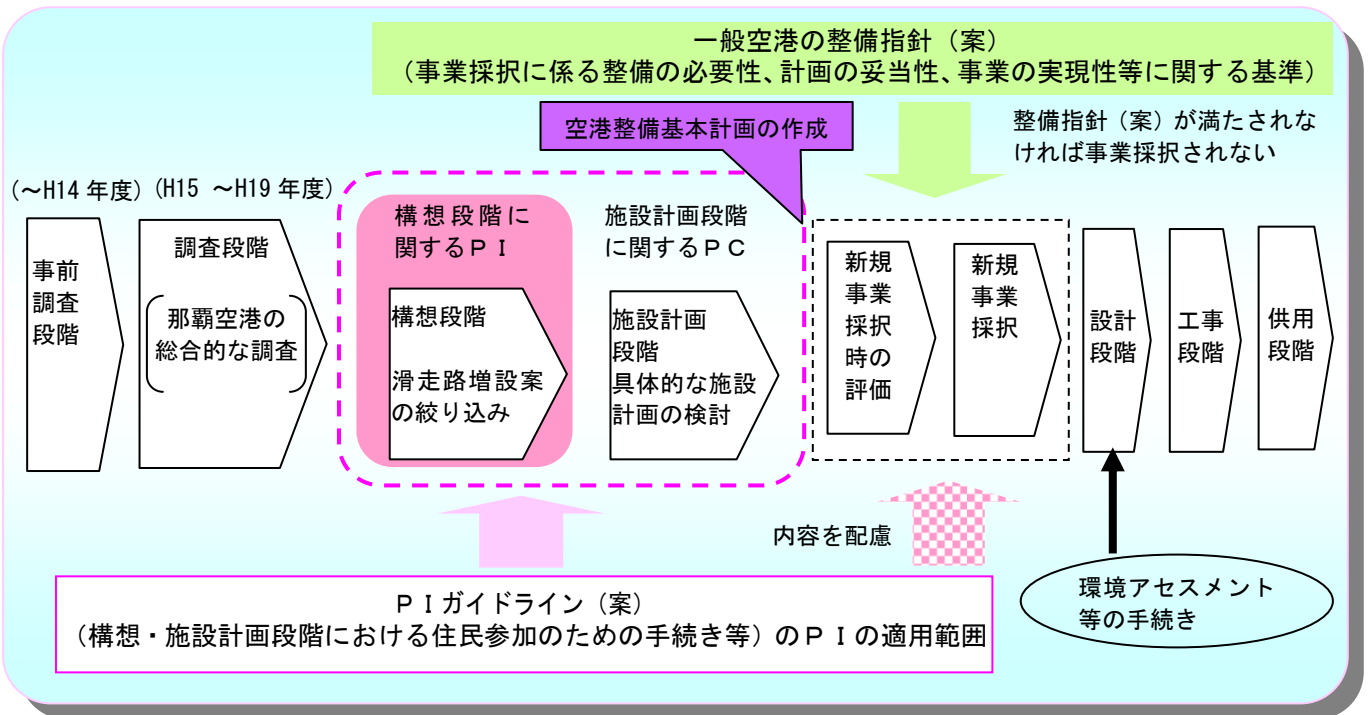 一般空港の整備指針（案）
（事業採択に係る整備の必要性、計画の妥当性、事業の実現性等に関する基準）
空港整備基本計画の作成
整備指針（案）が満たされな
ければ事業採択されない
（～H14 年度）
（H15 ～H19 年度）
事前
調査
段階
調査段階
那覇空港の
総合的な調査
構想段階に
関するＰＩ
構想段階
滑走路増設案
の絞り込み
施設計画段階
に関するＰＣ
施設計画
段階
具体的な施設
計画の検討
新規
事業
採択
時の
評価
新規
事業
採択
設計
段階
工事
段階
供用
段階
内容を配慮
環境アセスメント
等の手続き
ＰＩガイドライン（案）
（構想・施設計画段階における住民参加のための手続き等）のＰＩの適用範囲